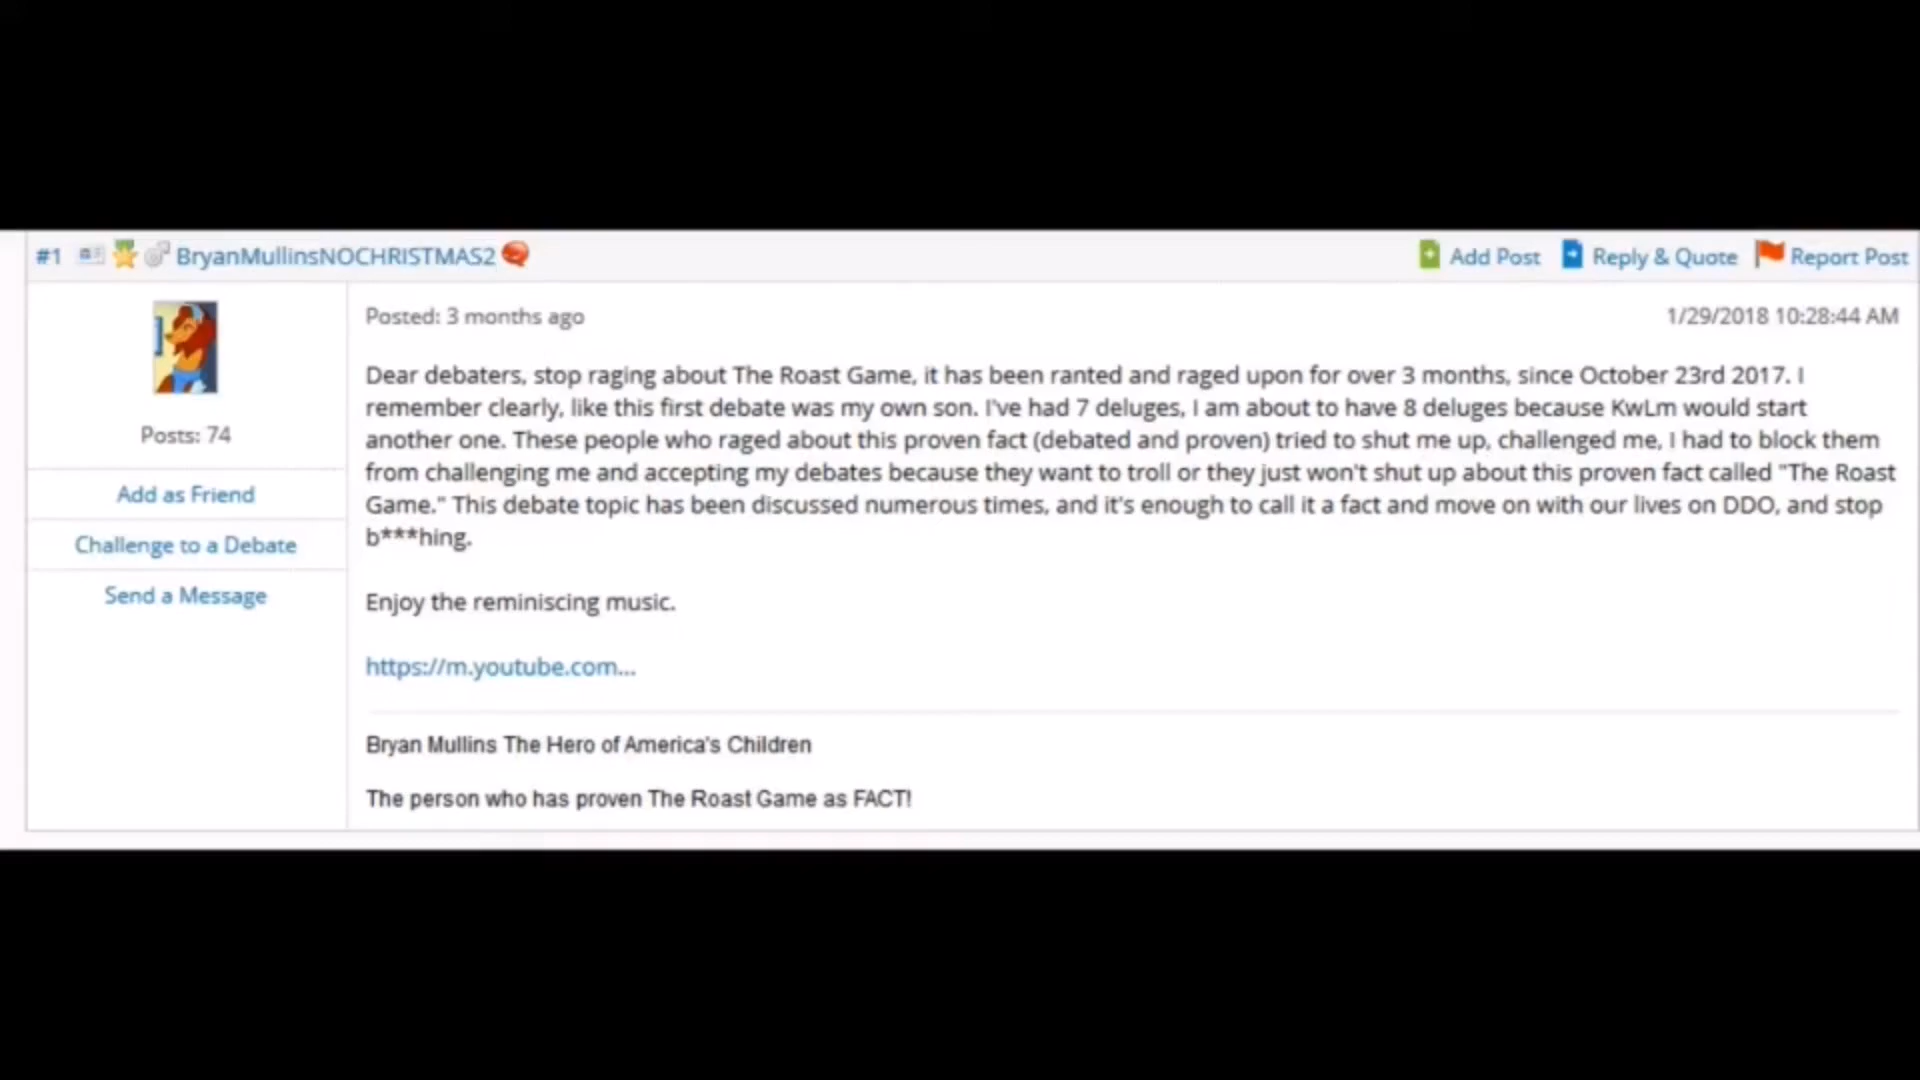 #1 BryanMullinsNOCHRISTMAS2 Add Post Reply & Quote Report Post
Posted: 3 months ago 1/29/2018 10:28:44 AM
Dear debaters, stop raging about The Roast Game, it has been ranted and raged upon for over 3 months, since October 23rd 2017. I
remember clearly, like this first debate was my own son. I've had 7 deluges, I am about to have 8 deluges because KwLm would start
another one. These people who raged about this proven fact (debated and proven) tried to shut me up, challenged me, I had to block them
from challenging me and accepting my debates because they want to troll or they just won't shut up about this proven fact called "The Roast
Game." This debate topic has been discussed numerous times, and it's enough to call it a fact and move on with our lives on DDO, and stop
b***hing.
Enjoy the reminiscing music.
https://m.youtube.com...
Bryan Mullins The Hero of America's Children
The person who has proven The Roast Game as FACT!
Posts: 74
Add as Friend
Challenge to a Debate
Send a Message